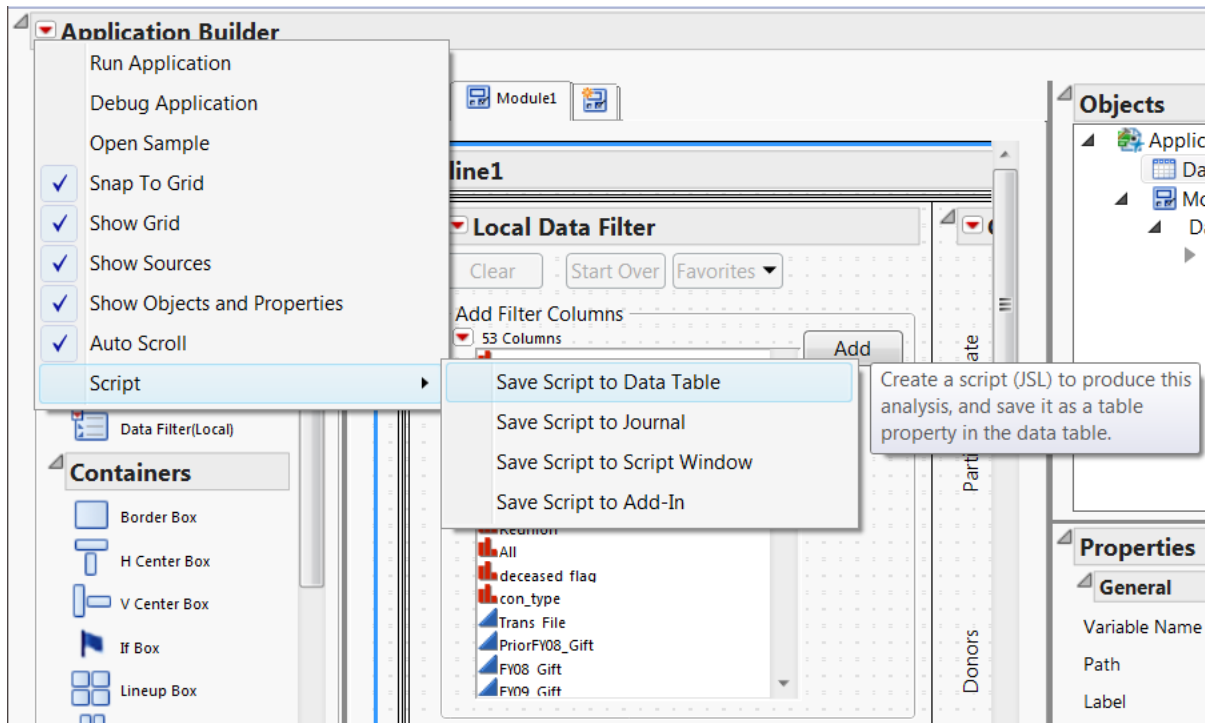 Application Builder
Run Application
Debug Application
Open Sample
Snap To Grid
Show Grid
Show Sources
Show Objects and Properties
Auto Scroll
Script
Save Script to Data Table
Save Script to Journal
Save Script to Script Window
Save Script to Add-In
Create a script (JSL) to produce this
analysis, and save it as a table
property in the data table.
Data Filter(Local)
Containers
Border Box
H Center Box
V Center Box
If Box
Lineup Box
Module1
line1
Local Data Filter
Clear
Start Over
Favorites
Add Filter Columns
53 Columns
Add
Reunion
All
deceased flag
con_type
Trans File
PriorFY08_Gift
FY08 Gift
FY09 Gift
Donors
Objects
Properties
General
Variable Name
Path
Label